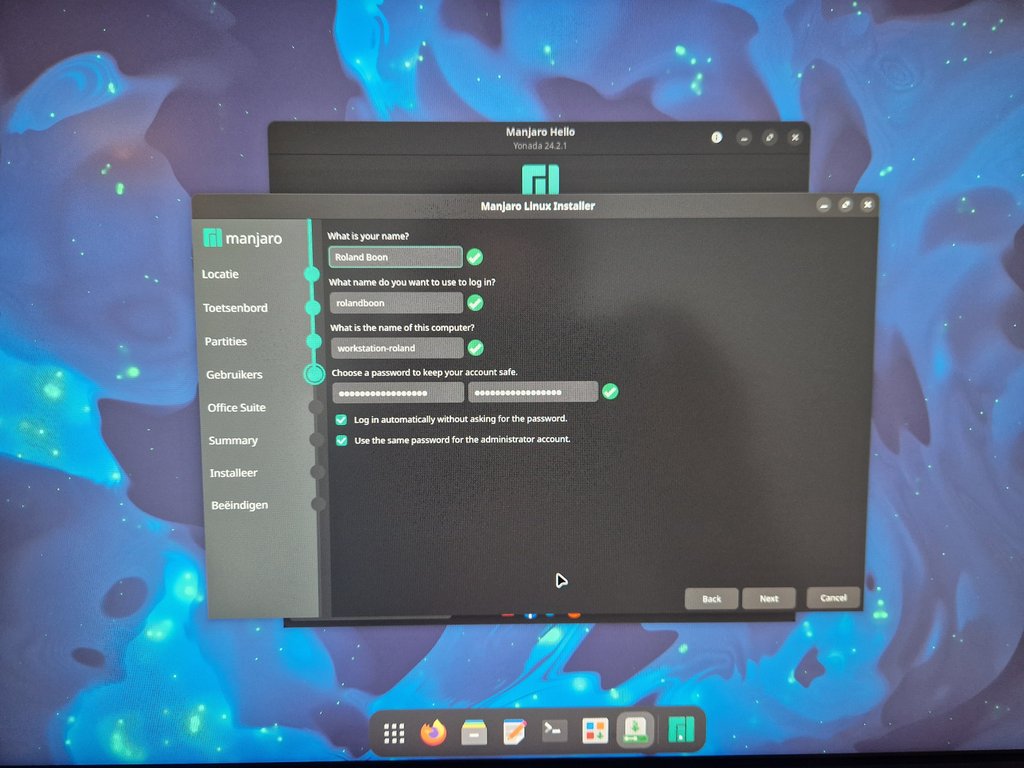 Manjaro Hello
Yonada 24.2.1
Manjaro Linux Installer
manjaro
Locatie
Toetsenbord
Partities
Gebruikers
Office Suite
Summary
Installeer
Beëindigen
What is your name?
Roland Boon
What name do you want to use to log in?
rolandboon
What is the name of this computer?
workstation-roland
Choose a password to keep your account safe.
Log in automatically without asking for the password.
Use the same password for the administrator account.
Back
Next
Cancel